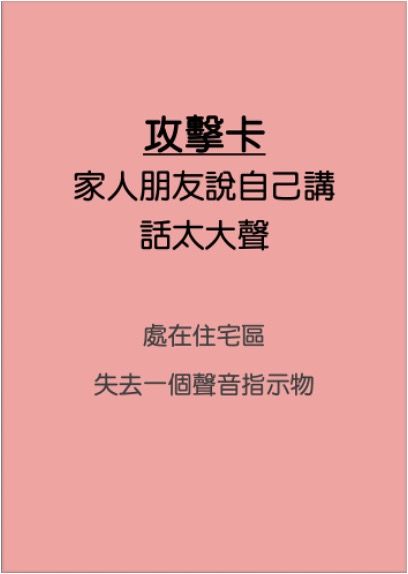 攻擊卡
家人朋友說自己講
話太大聲
處在住宅區
失去一個聲音指示物